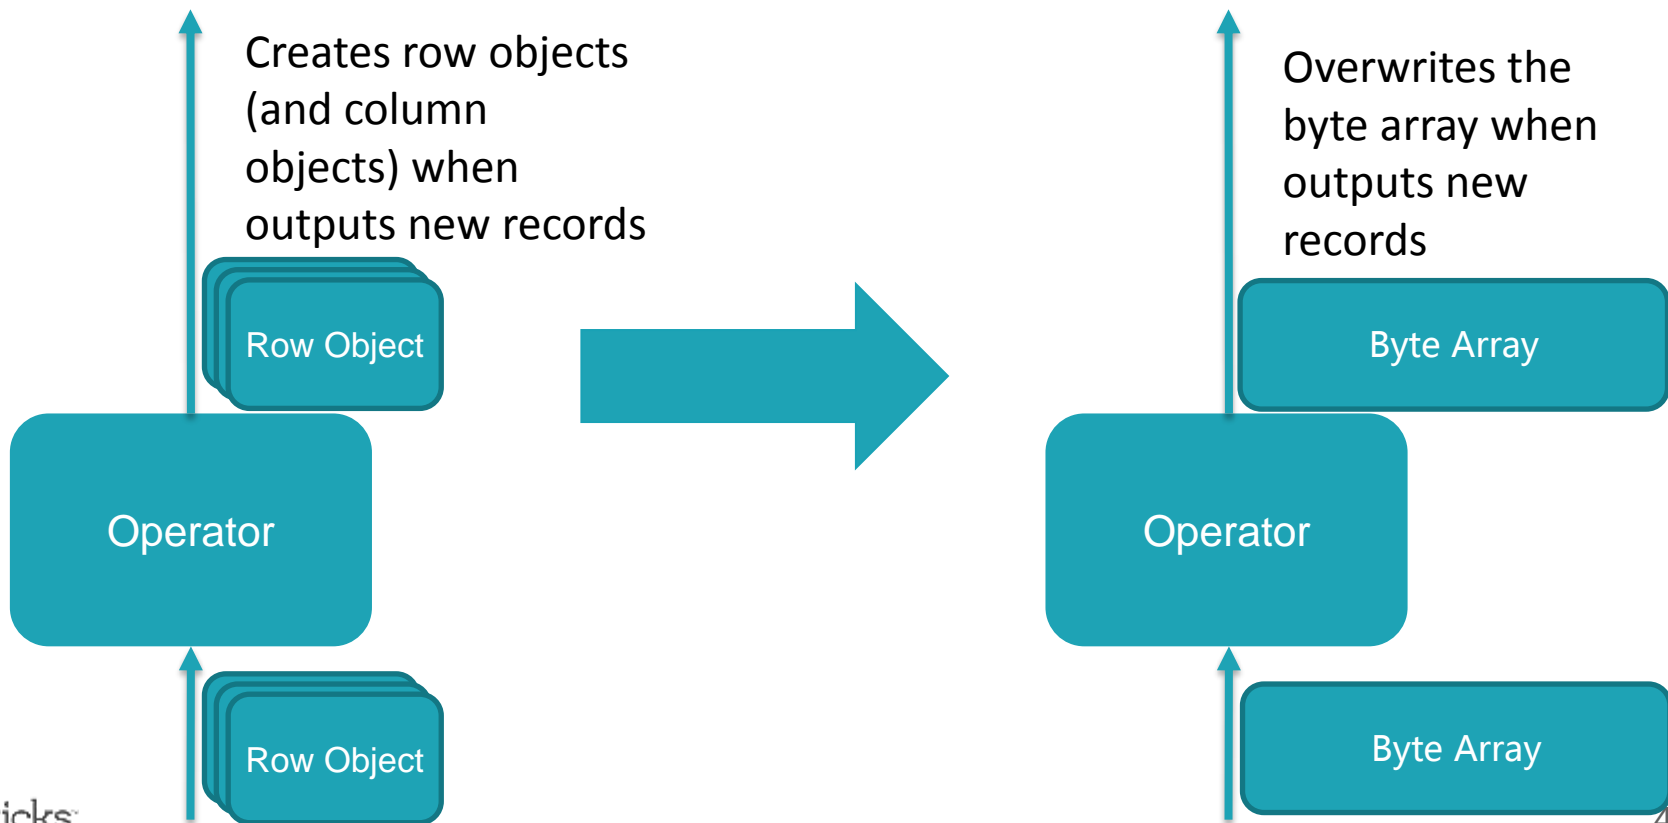 Creates row objects
(and column
objects) when
outputs new records
Row Object
Operator
Row Object
Overwrites the
byte array when
outputs new
records
Byte Array
Operator
Byte Array